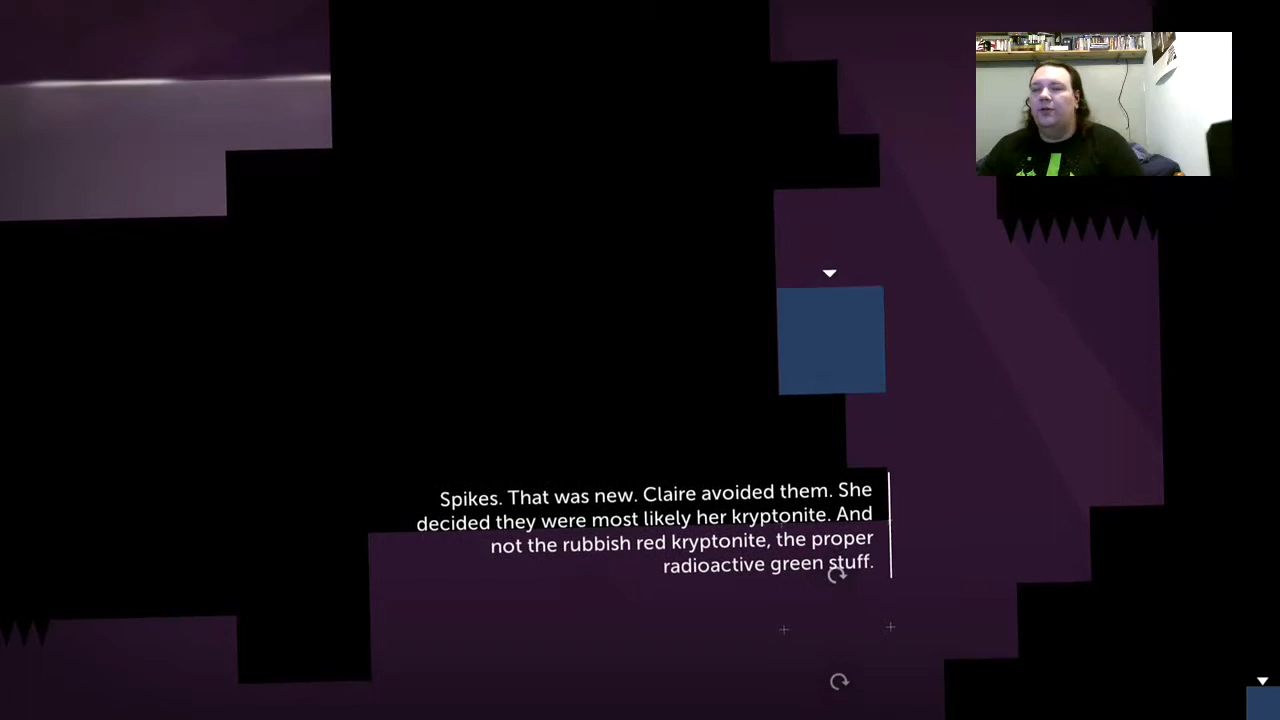 Spikes. That was new. Claire avoided them. She
decided they were most likely her kryptonite. And
not the rubbish red kryptonite, the proper
radioactive green stuff.